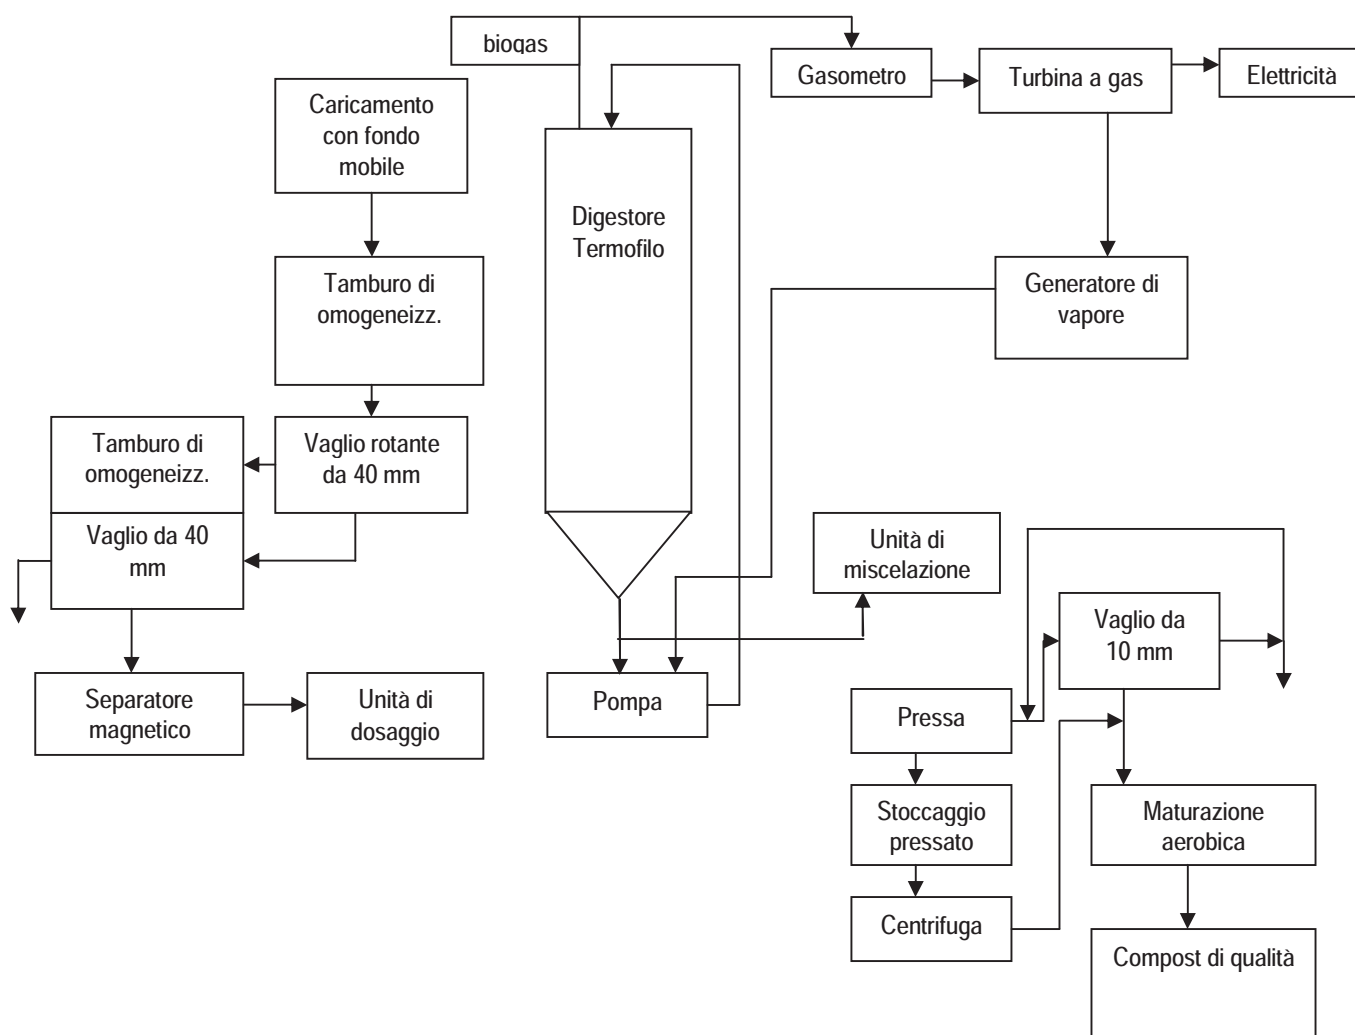 biogas
Gasometro
Turbina a gas
Elettricità
Caricamento
con fondo
mobile
Digestore
Termofilo
Tamburo di
omogeneizz.
Generatore di
vapore
Tamburo di
omogeneizz.
Vaglio rotante
da 40 mm
Vaglio da 40
mm
Unità di
miscelazione
Vaglio da
10 mm
Separatore
magnetico
Unità di
dosaggio
Pompa
Pressa
Stoccaggio
pressato
Maturazione
aerobica
Centrifuga
Compost di qualità